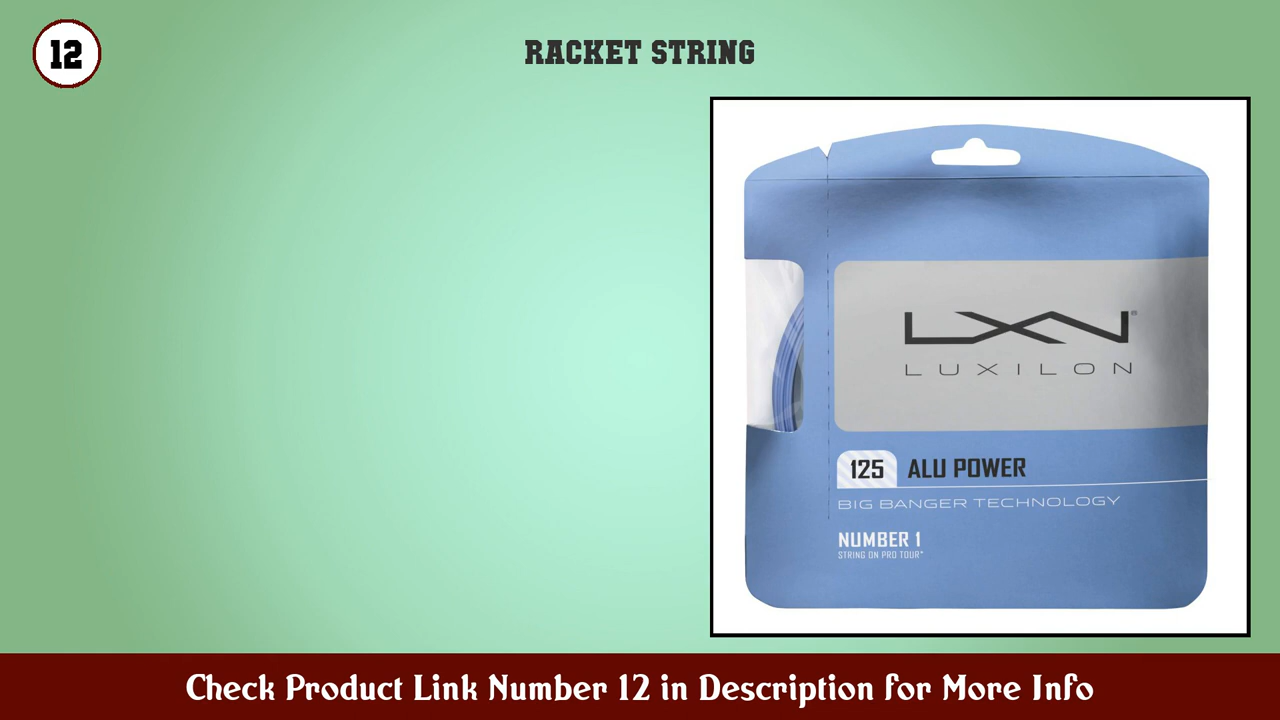 12
RACKET STRING
LXN®
LUXILON
125 ALU POWER
BIG BANGER TECHNOLOGY
NUMBER 1
STRING ON PRO TOUR*
Check Product Link Number 12 in Description for More Info